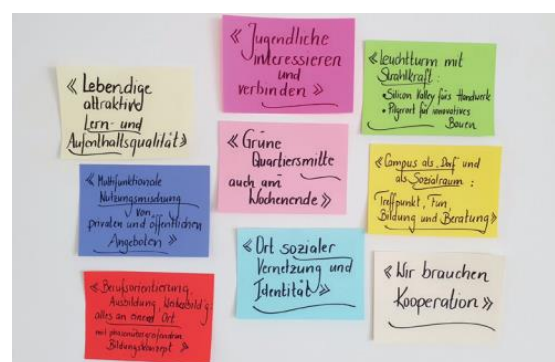 « Lebendige
attraktive
Lern- und
Aufenthaltsqualität »
« Multifunktionale
Nutzungsmischung
von
privaten und öffentlichen
Angeboten »
« Berufsorientierung,
Ausbildung,
alles an einem Ort
mit
Bildungskonzept »
« Jugendliche
interessieren
und
verbinden »
« Grüne
Quartiersmitte
auch am
Wochenende »
« Ort sozialer
Vernetzung und
Identität »
« Leuchtturm mit
Strahlkraft:
• Silicon Valley fürs Handwerk
• Pilgerort für innovatives
Bauen
« Campus als Dorf und
als Sozialraum:
Treffpunkt, Fun,
Bildung und Beratung »
« Wir brauchen
Kooperation »